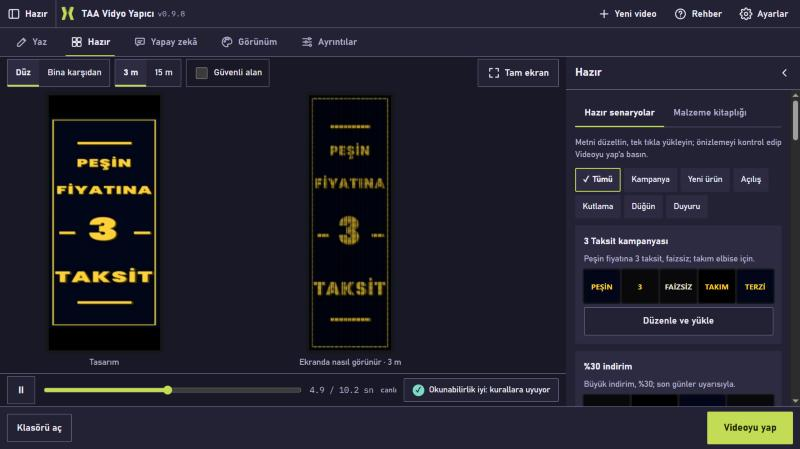 Hazır
TAA Vidyo Yapıcı v0.9.8
Yeni video
Rehber
Ayarlar
Yaz
Hazır
Yapay zekâ
Görünüm
Ayrıntılar
Düz
Bina karşıdan
3 m
15 m
Güvenli alan
Tam ekran
PEŞİN
FİYATINA
– 3 –
TAKSİT
Tasarım
PEŞİN
FİYATINA
– 3 –
TAKSİT
Ekranda nasıl görünür · 3 m
4.9 / 10.2 sn canlı
Okunabilirlik iyi: kurallara uyuyor
Hazır
Hazır senaryolar
Malzeme kitaplığı
Metni düzeltin, tek tıkla yükleyin; önizlemeyi kontrol edip
Videoyu yap'a basın.
✓ Tümü
Kampanya
Yeni ürün
Açılış
Kutlama
Düğün
Duyuru
3 Taksit kampanyası
Peşin fiyatına 3 taksit, faizsiz; takım elbise için.
PEŞİN
3
FAİZSİZ
TAKIM
TERZİ
Düzenle ve yükle
%30 indirim
Büyük indirim, %30; son günler uyarısıyla.
Klasörü aç
Videoyu yap